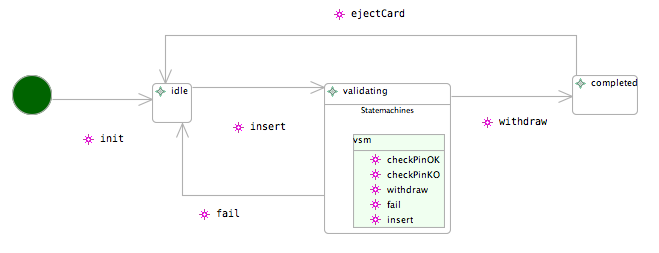 ejectCard
idle
validating
completed
Statemachines
insert
withdraw
init
vsm
checkPinOK
checkPinKO
withdraw
fail
insert
fail